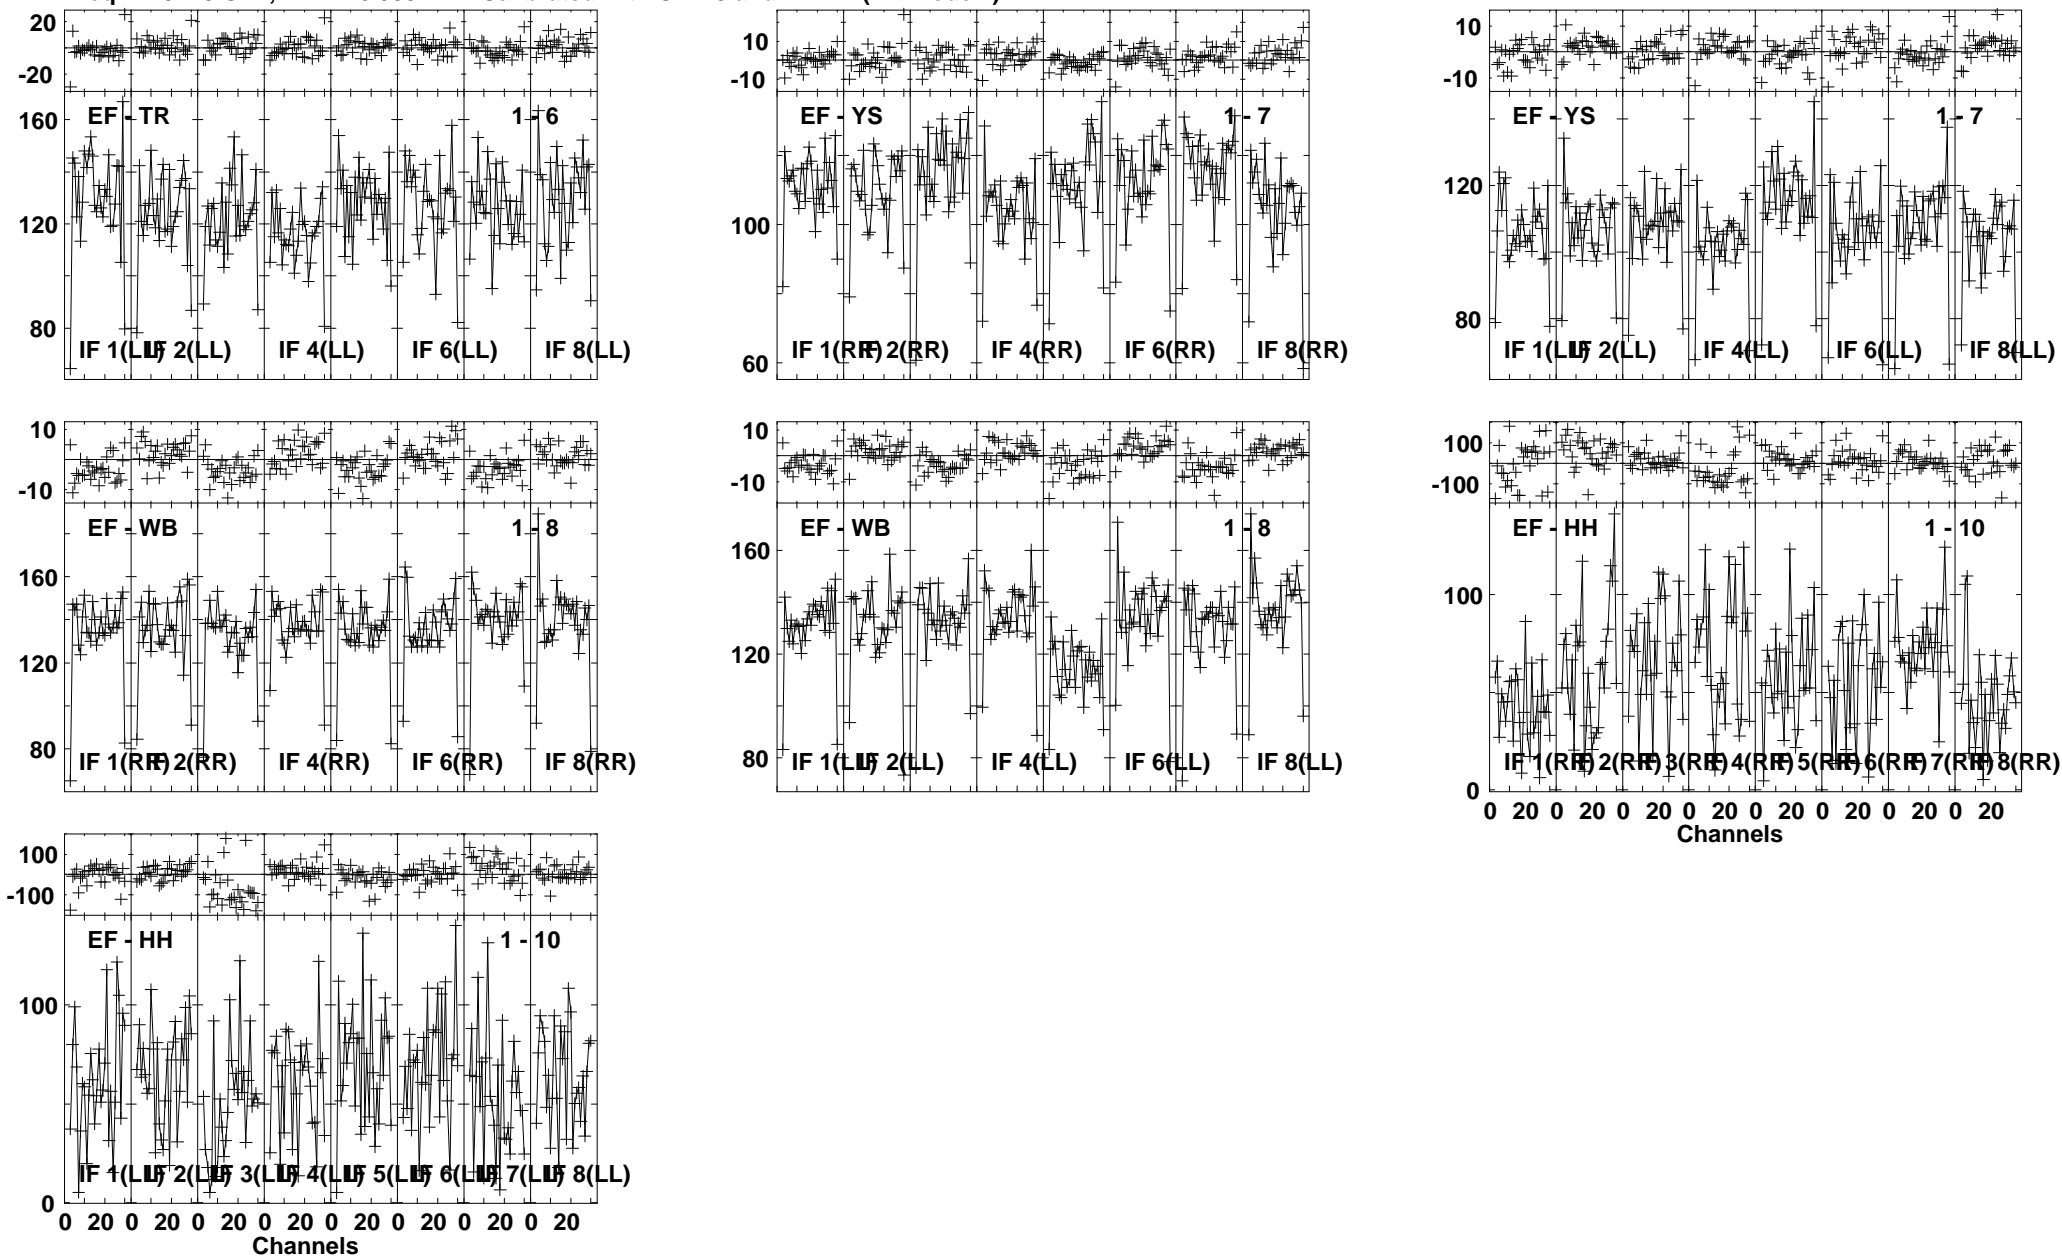 20
-20
160
120
80
EF - TR
1 - 6
IF 1(LL)
IF 2(LL)
IF 4(LL)
IF 6(LL)
IF 8(LL)
10
-10
100
60
EF - YS
1 - 7
IF 1(RR)
IF 2(RR)
IF 4(RR)
IF 6(RR)
IF 8(RR)
10
-10
120
80
EF - YS
1 - 7
IF 1(LL)
IF 2(LL)
IF 4(LL)
IF 6(LL)
IF 8(LL)
10
-10
160
120
80
EF - WB
1 - 8
IF 1(RR)
IF 2(RR)
IF 4(RR)
IF 6(RR)
IF 8(RR)
10
-10
160
120
80
EF - WB
1 - 8
IF 1(LL)
IF 2(LL)
IF 4(LL)
IF 6(LL)
IF 8(LL)
100
-100
100
0
EF - HH
1 - 10
IF 1(RR)
IF 2(RR)
IF 3(RR)
IF 4(RR)
IF 5(RR)
IF 6(RR)
IF 7(RR)
IF 8(RR)
0 20 0 20 0 20 0 20 0 20 0 20 0 20 0 20
Channels
100
-100
100
0
EF - HH
1 - 10
IF 1(LL)
IF 2(LL)
IF 3(LL)
IF 4(LL)
IF 5(LL)
IF 6(LL)
IF 7(LL)
IF 8(LL)
0 20 0 20 0 20 0 20 0 20 0 20 0 20 0 20
Channels